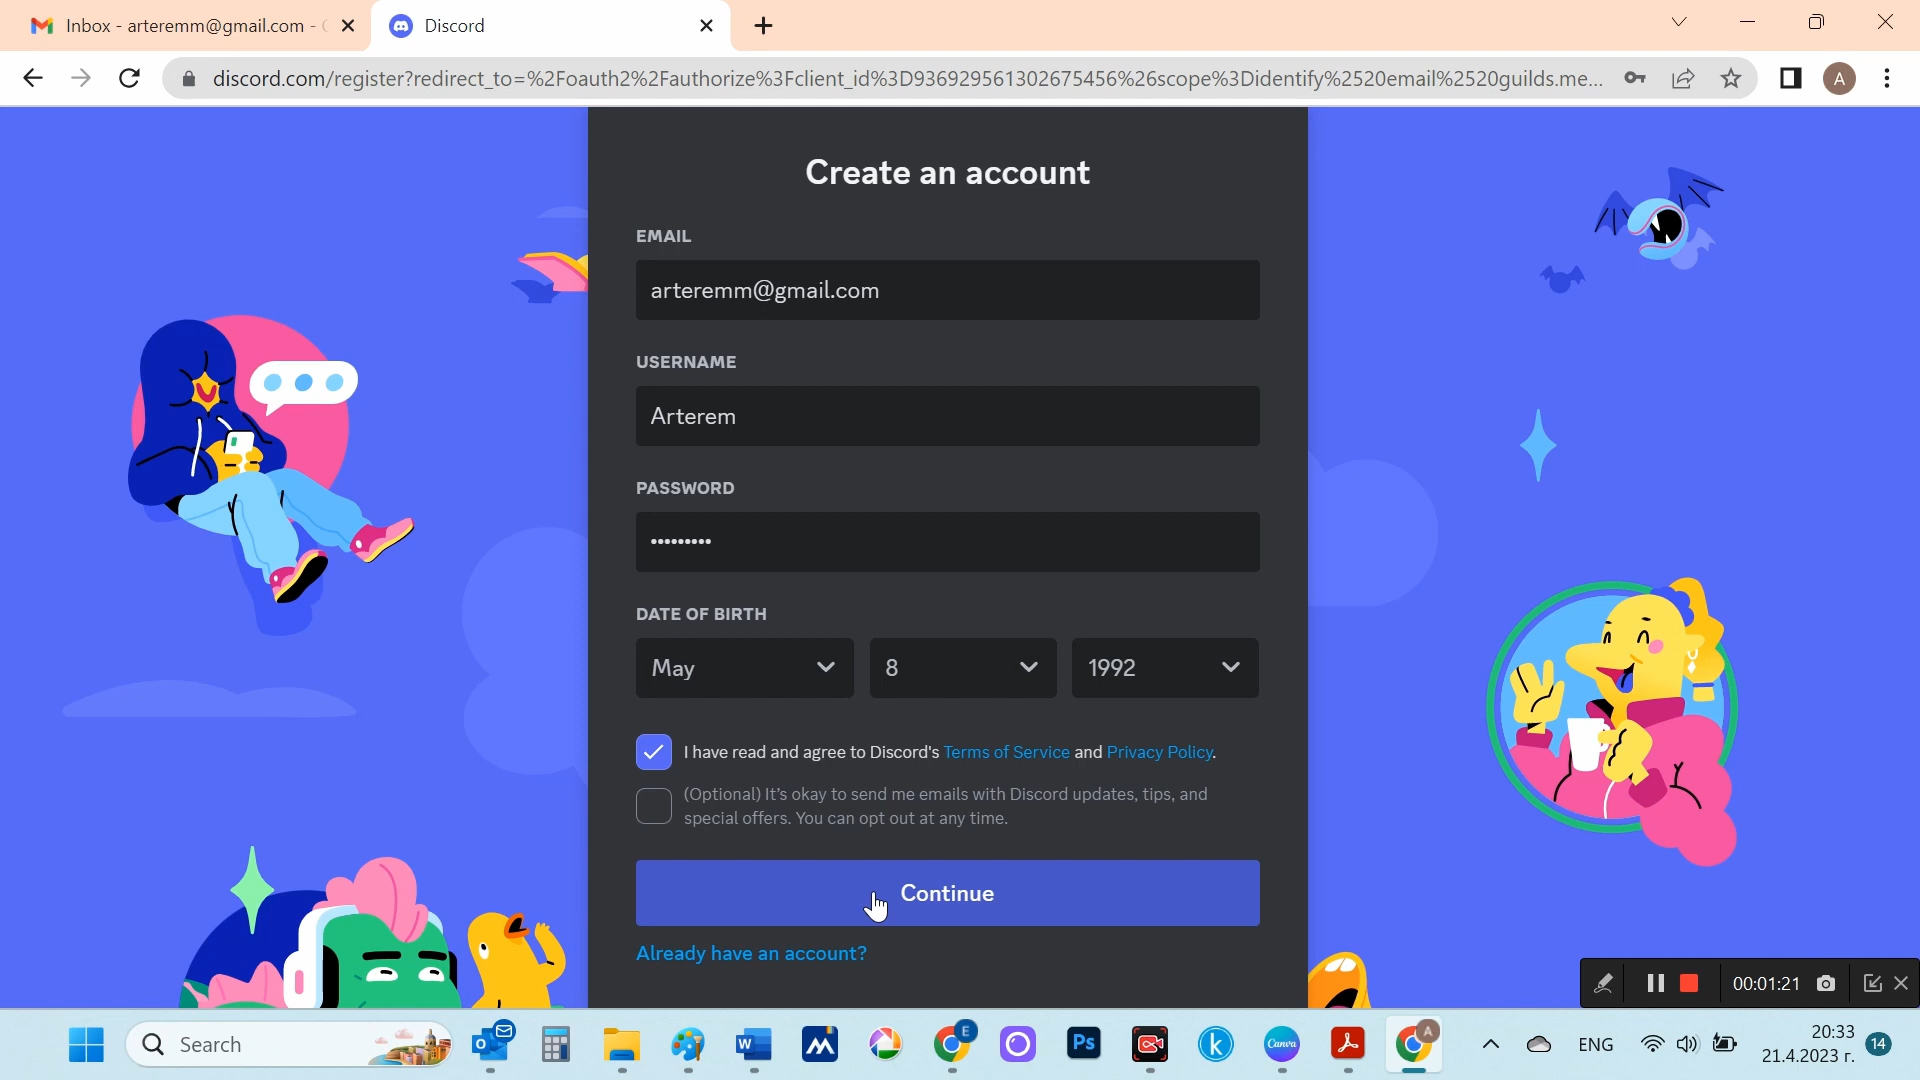 Inbox - arteremm@gmail.com -
Discord
discord.com/register?redirect_to=%2Foauth2%2Fauthorize%3Fclient_id%3D936929561302675456%26scope%3Didentify%2520email%2520guilds.me...
A
Create an account
EMAIL
arteremm@gmail.com
USERNAME
Arterem
PASSWORD
•••••••••
DATE OF BIRTH
May
8
1992
I have read and agree to Discord's Terms of Service and Privacy Policy.
(Optional) It's okay to send me emails with Discord updates, tips, and
special offers. You can opt out at any time.
Continue
Already have an account?
00:01:21
Search
E
Ps
k
Canva
A
ENG
20:33
21.4.2023 г.
14